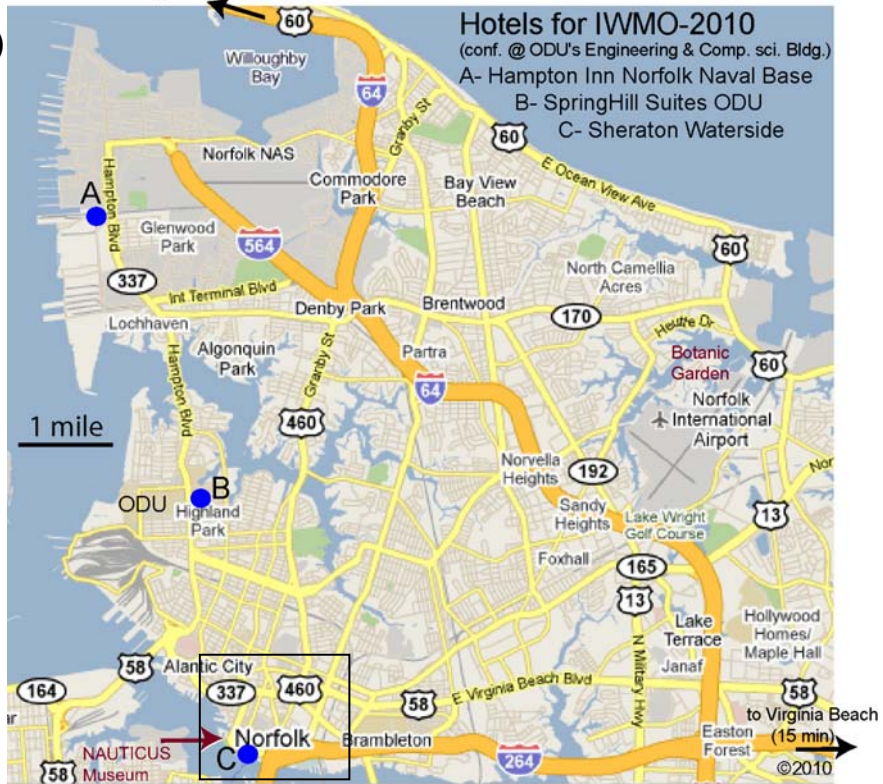 Hotels for IWMO-2010
(conf. @ ODU's Engineering & Comp. sci. Bldg.)
A- Hampton Inn Norfolk Naval Base
B- SpringHill Suites ODU
C- Sheraton Waterside
)
60
Willoughby
Bay
64
Granby St
60
Norfolk NAS
E Ocean View Ave
Hampton Blvd
Commodore
Park
Bay View
Beach
A
Glenwood
Park
564
60
337
Int Terminal Blvd
North Camellia
Acres
Denby Park
Brentwood
170
Lochhaven
Heutte Dr
Algonquin
Park
Granby St
Partra
Botanic
Garden
60
Hampton Blvd
64
Norfolk
International
Airport
1 mile
460
Norvella
Heights
192
Nor
B
ODU
Highland
Park
Sandy
Heights
Lake Wright
Golf Course
13
Foxhall
165
13
Lake
Terrace
Hollywood
Homes/
Maple Hall
N Military Hwy
Janaf
58
Alantic City
164
337
460
58
E Virginia Beach Blvd
58
ar
to Virginia Beach
(15 min)
Norfolk
C
Brambleton
NAUTICUS
Museum
58
264
Easton
Forest
©2010